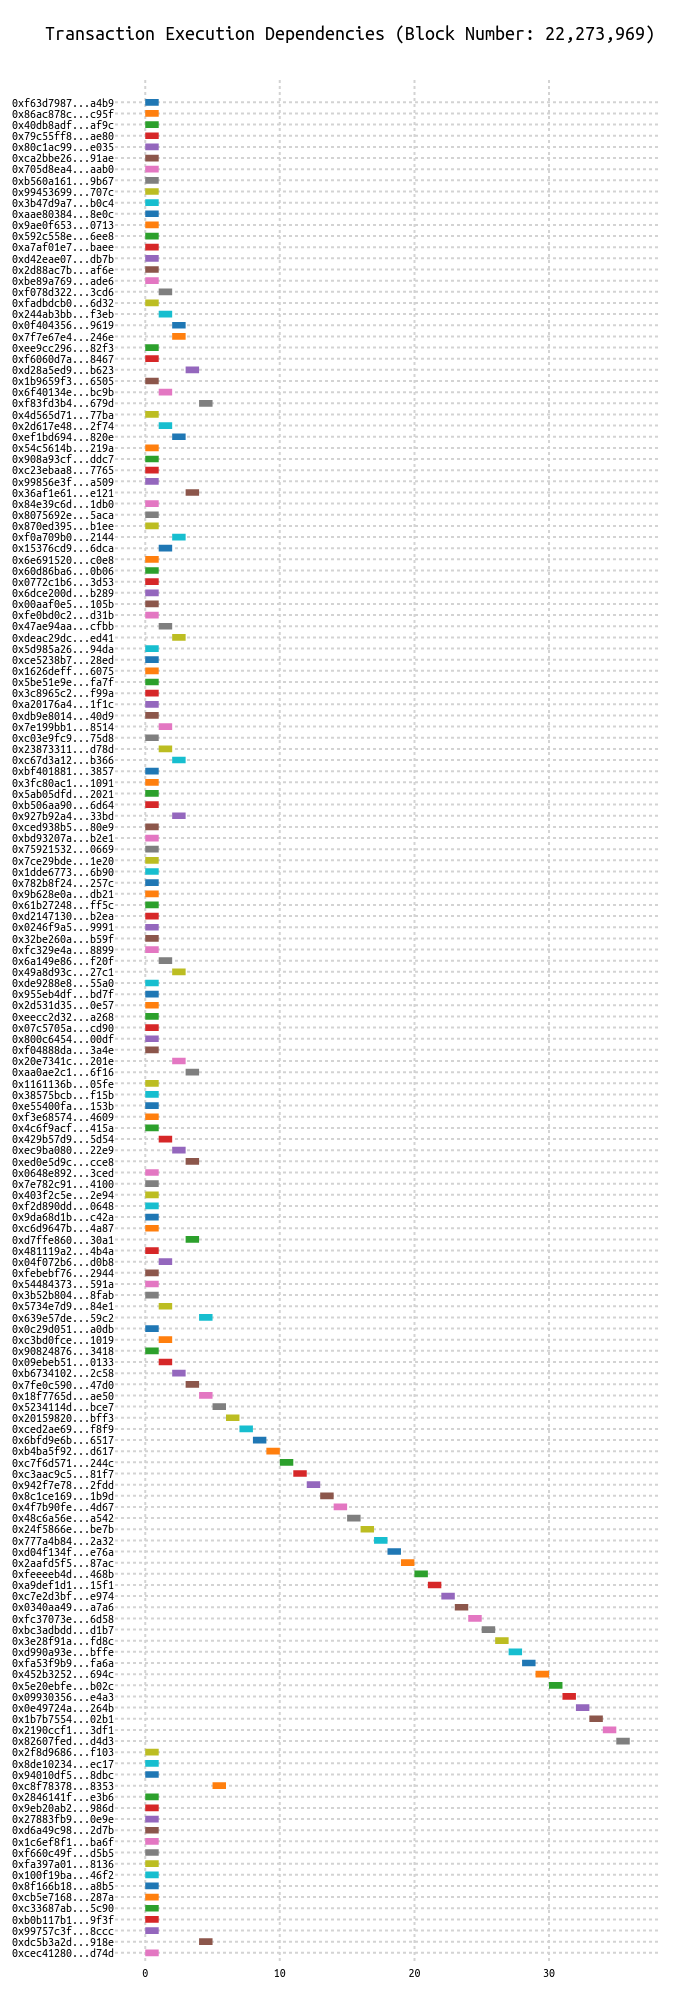 Transaction Execution Dependencies (Block Number: 22,273,969)
0xf63d7987...a4b9
0x86ac878c...c95f
0x40db8adf...af9c
0x79c55ff8...ae80
0x80c1ac99...e035
0xca2bbe26...91ae
0x705d8ea4...aab0
0xb560a161...9b67
0x99453699...707c
0x3b47d9a7...b0c4
0xaae80384...8e0c
0x9ae0f653...0713
0x592c558e...6ee8
0xa7af01e7...baee
0xd42eae07...db7b
0x2d88ac7b...af6e
0xbe89a769...ade6
0xf078d322...3cd6
0xfadbdcb0...6d32
0x244ab3bb...f3eb
0x0f404356...9619
0x7f7e67e4...246e
0xee9cc296...82f3
0xf6060d7a...8467
0xd28a5ed9...b623
0x1b9659f3...6505
0x6f40134e...bc9b
0xf83fd3b4...679d
0x4d565d71...77ba
0x2d617e48...2f74
0xef1bd694...820e
0x54c5614b...219a
0x908a93cf...ddc7
0xc23ebaa8...7765
0x99856e3f...a509
0x36af1e61...e121
0x84e39c6d...1db0
0x8075692e...5aca
0x870ed395...b1ee
0xf0a709b0...2144
0x15376cd9...6dca
0x6e691520...c0e8
0x60d86ba6...0b06
0x0772c1b6...3d53
0x6dce200d...b289
0x00aaf0e5...105b
0xfe0bd0c2...d31b
0x47ae94aa...cfbb
0xdeac29dc...ed41
0x5d985a26...94da
0xce5238b7...28ed
0x1626deff...6075
0x5be51e9e...fa7f
0x3c8965c2...f99a
0xa20176a4...1f1c
0xdb9e8014...40d9
0x7e199bb1...8514
0xc03e9fc9...75d8
0x23873311...d78d
0xc67d3a12...b366
0xbf401881...3857
0x3fc80ac1...1091
0x5ab05dfd...2021
0xb506aa90...6d64
0x927b92a4...33bd
0xced938b5...80e9
0xbd93207a...b2e1
0x75921532...0669
0x7ce29bde...1e20
0x1dde6773...6b90
0x782b8f24...257c
0x9b628e0a...db21
0x61b27248...ff5c
0xd2147130...b2ea
0x0246f9a5...9991
0x32be260a...b59f
0xfc329e4a...8899
0x6a149e86...f20f
0x49a8d93c...27c1
0xde9288e8...55a0
0x955eb4df...bd7f
0x2d531d35...0e57
0xeecc2d32...a268
0x07c5705a...cd90
0x800c6454...00df
0xf04888da...3a4e
0x20e7341c...201e
0xaa0ae2c1...6f16
0x1161136b...05fe
0x38575bcb...f15b
0xe55400fa...153b
0xf3e68574...4609
0x4c6f9acf...415a
0x429b57d9...5d54
0xec9ba080...22e9
0xed0e5d9c...cce8
0x0648e892...3ced
0x7e782c91...4100
0x403f2c5e...2e94
0xf2d890dd...0648
0x9da68d1b...c42a
0xc6d9647b...4a87
0xd7ffe860...30a1
0x481119a2...4b4a
0x04f072b6...d0b8
0xfebebf76...2944
0x54484373...591a
0x3b52b804...8fab
0x5734e7d9...84e1
0x639e57de...59c2
0x0c29d051...a0db
0xc3bd0fce...1019
0x90824876...3418
0x09ebeb51...0133
0xb6734102...2c58
0x7fe0c590...47d0
0x18f7765d...ae50
0x5234114d...bce7
0x20159820...bff3
0xced2ae69...f8f9
0x6bfd9e6b...6517
0xb4ba5f92...d617
0xc7f6d571...244c
0xc3aac9c5...81f7
0x942f7e78...2fdd
0x8c1ce169...1b9d
0x4f7b90fe...4d67
0x48c6a56e...a542
0x24f5866e...be7b
0x777a4b84...2a32
0xd04f134f...e76a
0x2aafd5f5...87ac
0xfeeeeb4d...468b
0xa9def1d1...15f1
0xc7e2d3bf...e974
0x0340aa49...a7a6
0xfc37073e...6d58
0xbc3adbdd...d1b7
0x3e28f91a...fd8c
0xd990a93e...bffe
0xfa53f9b9...fa6a
0x452b3252...694c
0x5e20ebfe...b02c
0x09930356...e4a3
0x0e49724a...264b
0x1b7b7554...02b1
0x2190ccf1...3df1
0x82607fed...d4d3
0x2f8d9686...f103
0x8de10234...ec17
0x94010df5...8dbc
0xc8f78378...8353
0x2846141f...e3b6
0x9eb20ab2...986d
0x27883fb9...0e9e
0xd6a49c98...2d7b
0x1c6ef8f1...ba6f
0xf660c49f...d5b5
0xfa397a01...8136
0x100f19ba...46f2
0x8f166b18...a8b5
0xcb5e7168...287a
0xc33687ab...5c90
0xb0b117b1...9f3f
0x99757c3f...8ccc
0xdc5b3a2d...918e
0xcec41280...d74d
0 10 20 30